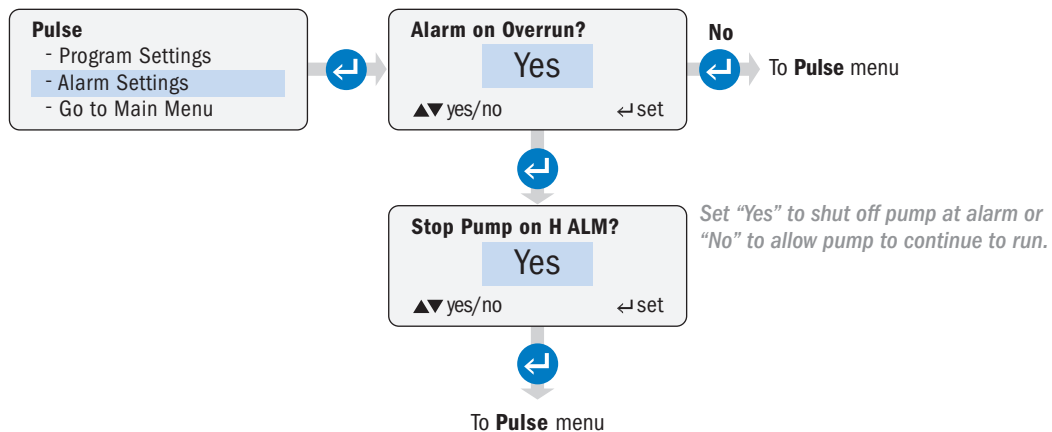 Pulse
- Program Settings
- Alarm Settings
- Go to Main Menu
Alarm on Overrun?
Yes
▲▼ yes/no ↵ set
No
To Pulse menu
Stop Pump on H ALM?
Yes
▲▼ yes/no ↵ set
Set “Yes” to shut off pump at alarm or
“No” to allow pump to continue to run.
To Pulse menu